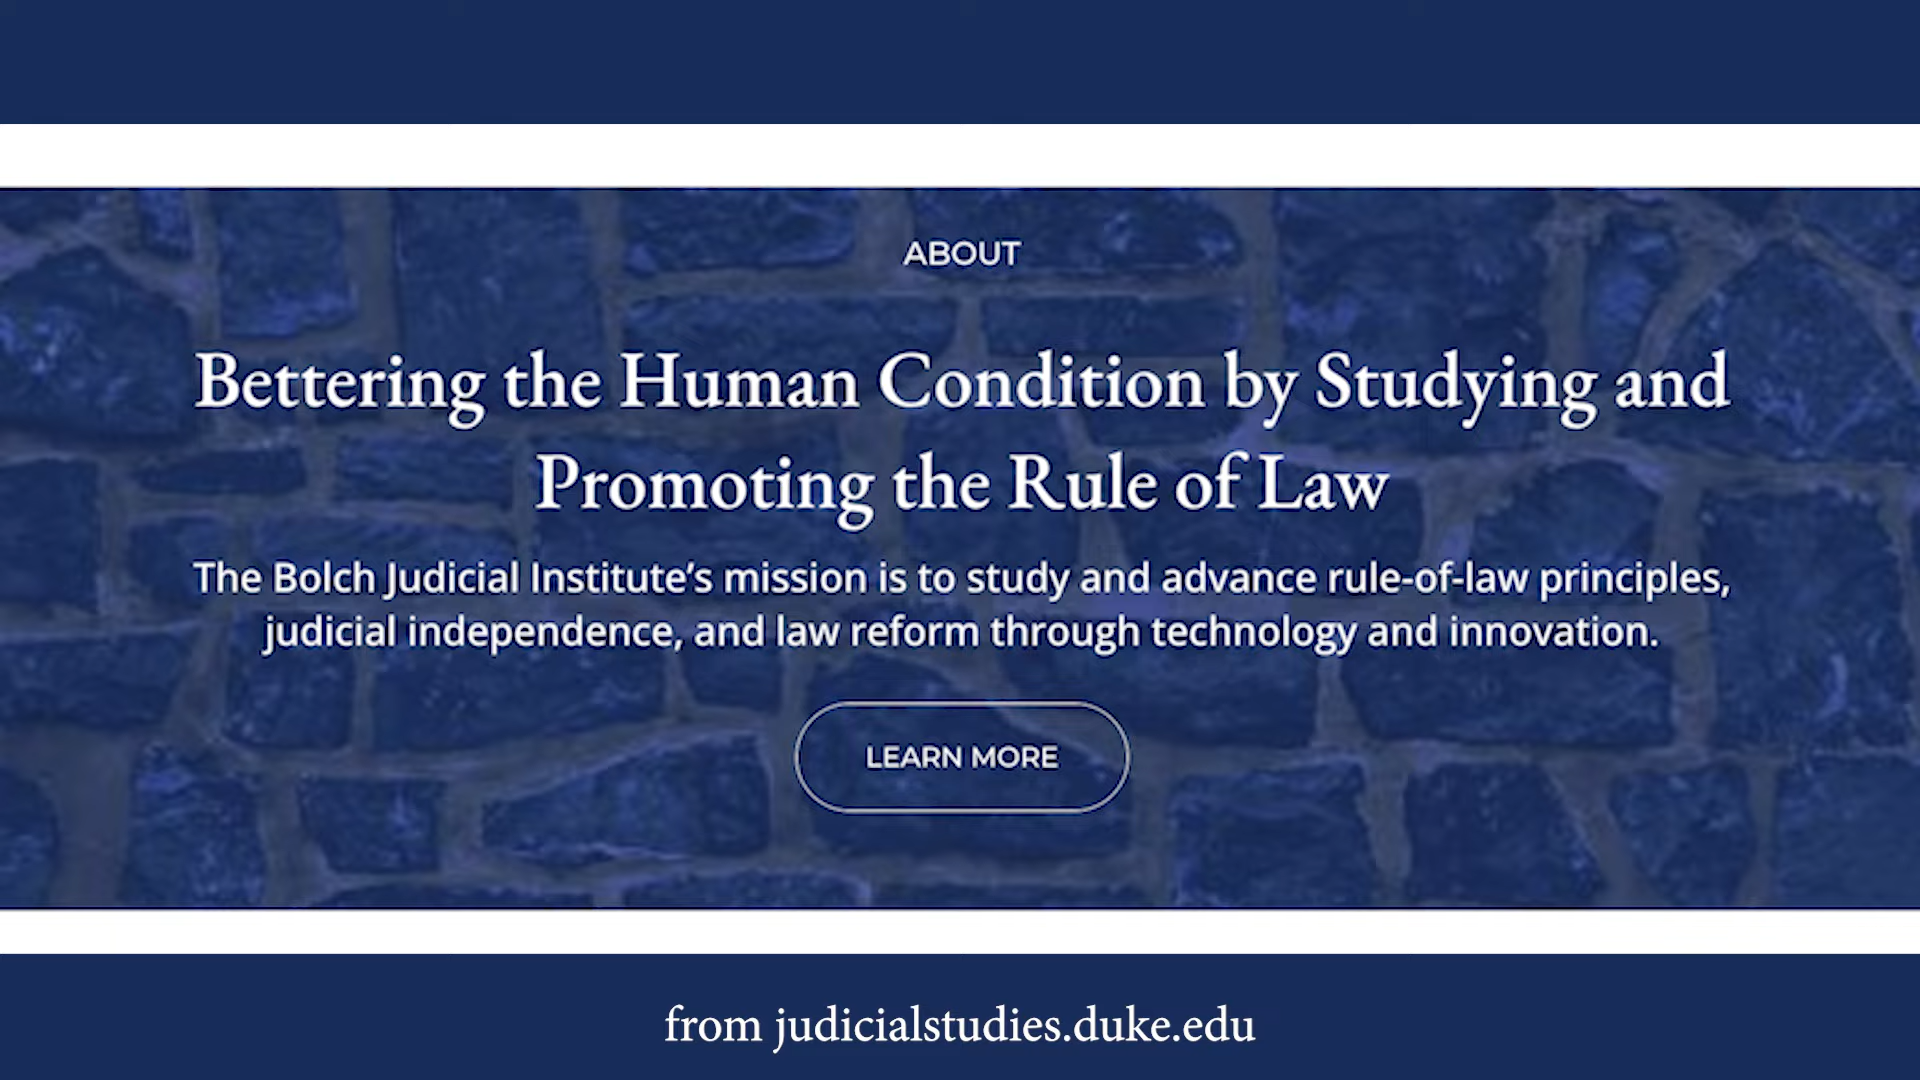 ABOUT
Bettering the Human Condition by Studying and
Promoting the Rule of Law
The Bolch Judicial Institute’s mission is to study and advance rule-of-law principles,
judicial independence, and law reform through technology and innovation.
LEARN MORE
from judicialstudies.duke.edu